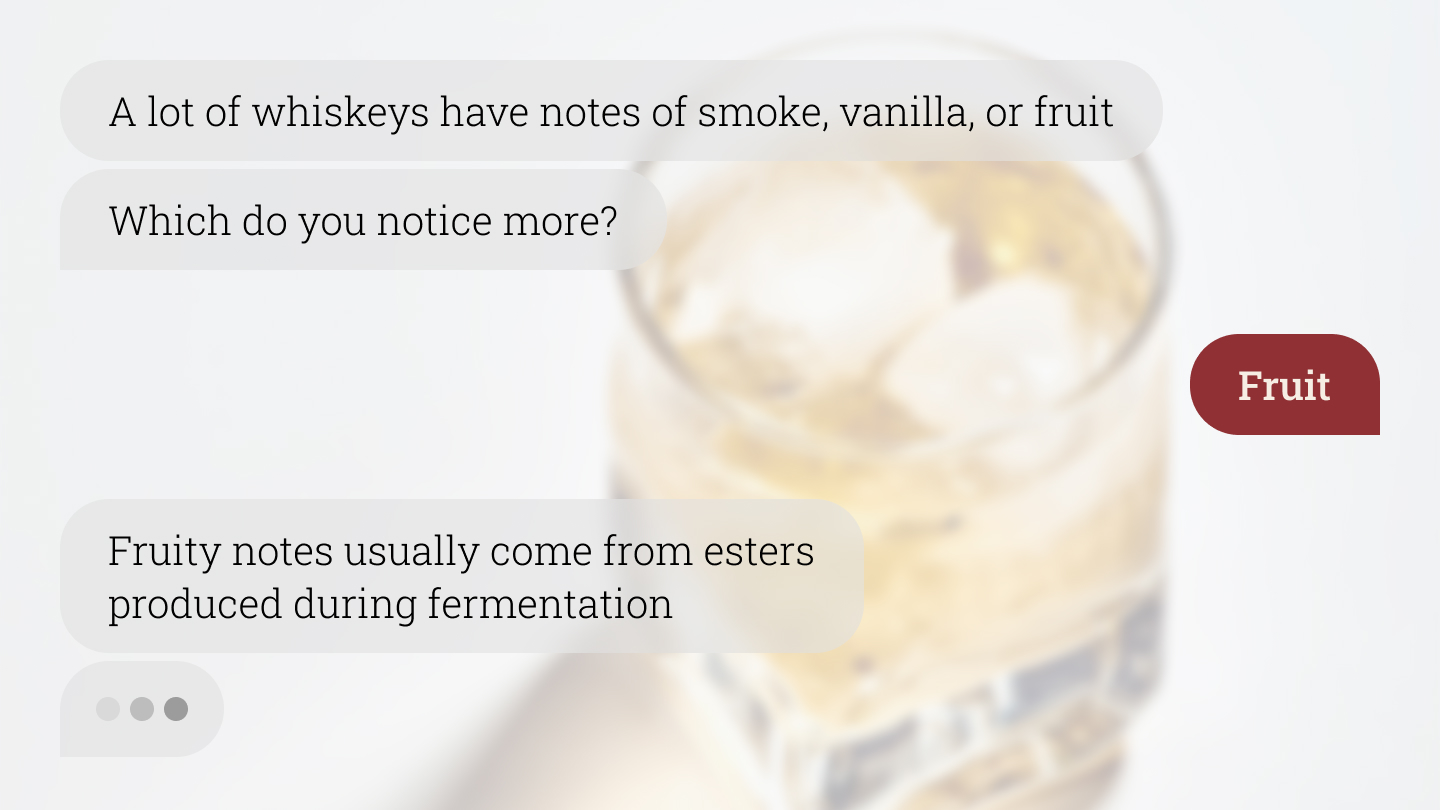 A lot of whiskeys have notes of smoke, vanilla, or fruit
Which do you notice more?
Fruit
Fruity notes usually come from esters
produced during fermentation